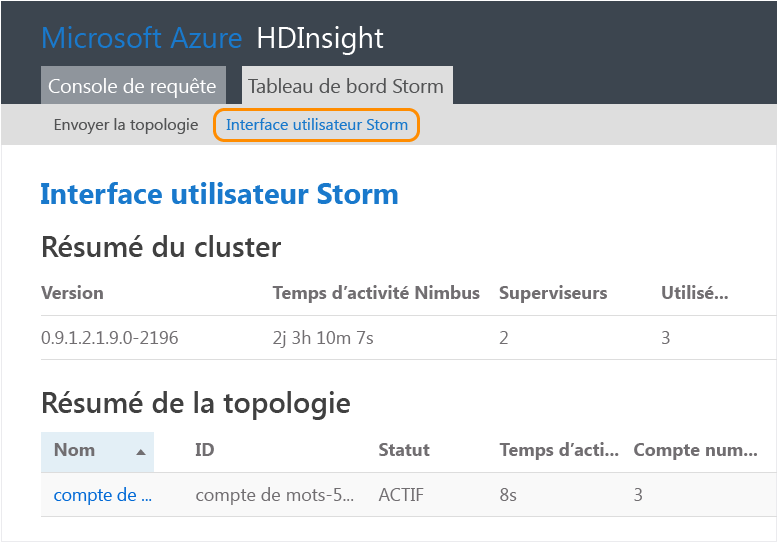 Microsoft Azure HDInsight
Console de requête Tableau de bord Storm
Envoyer la topologie Interface utilisateur Storm
Interface utilisateur Storm
Résumé du cluster
Version Temps d’activité Nimbus Superviseurs Utilisé...
0.9.1.2.1.9.0-2196 2j 3h 10m 7s 2 3
Résumé de la topologie
Nom ID Statut Temps d’acti... Compte num...
compte de ... compte de mots-5... ACTIF 8s 3